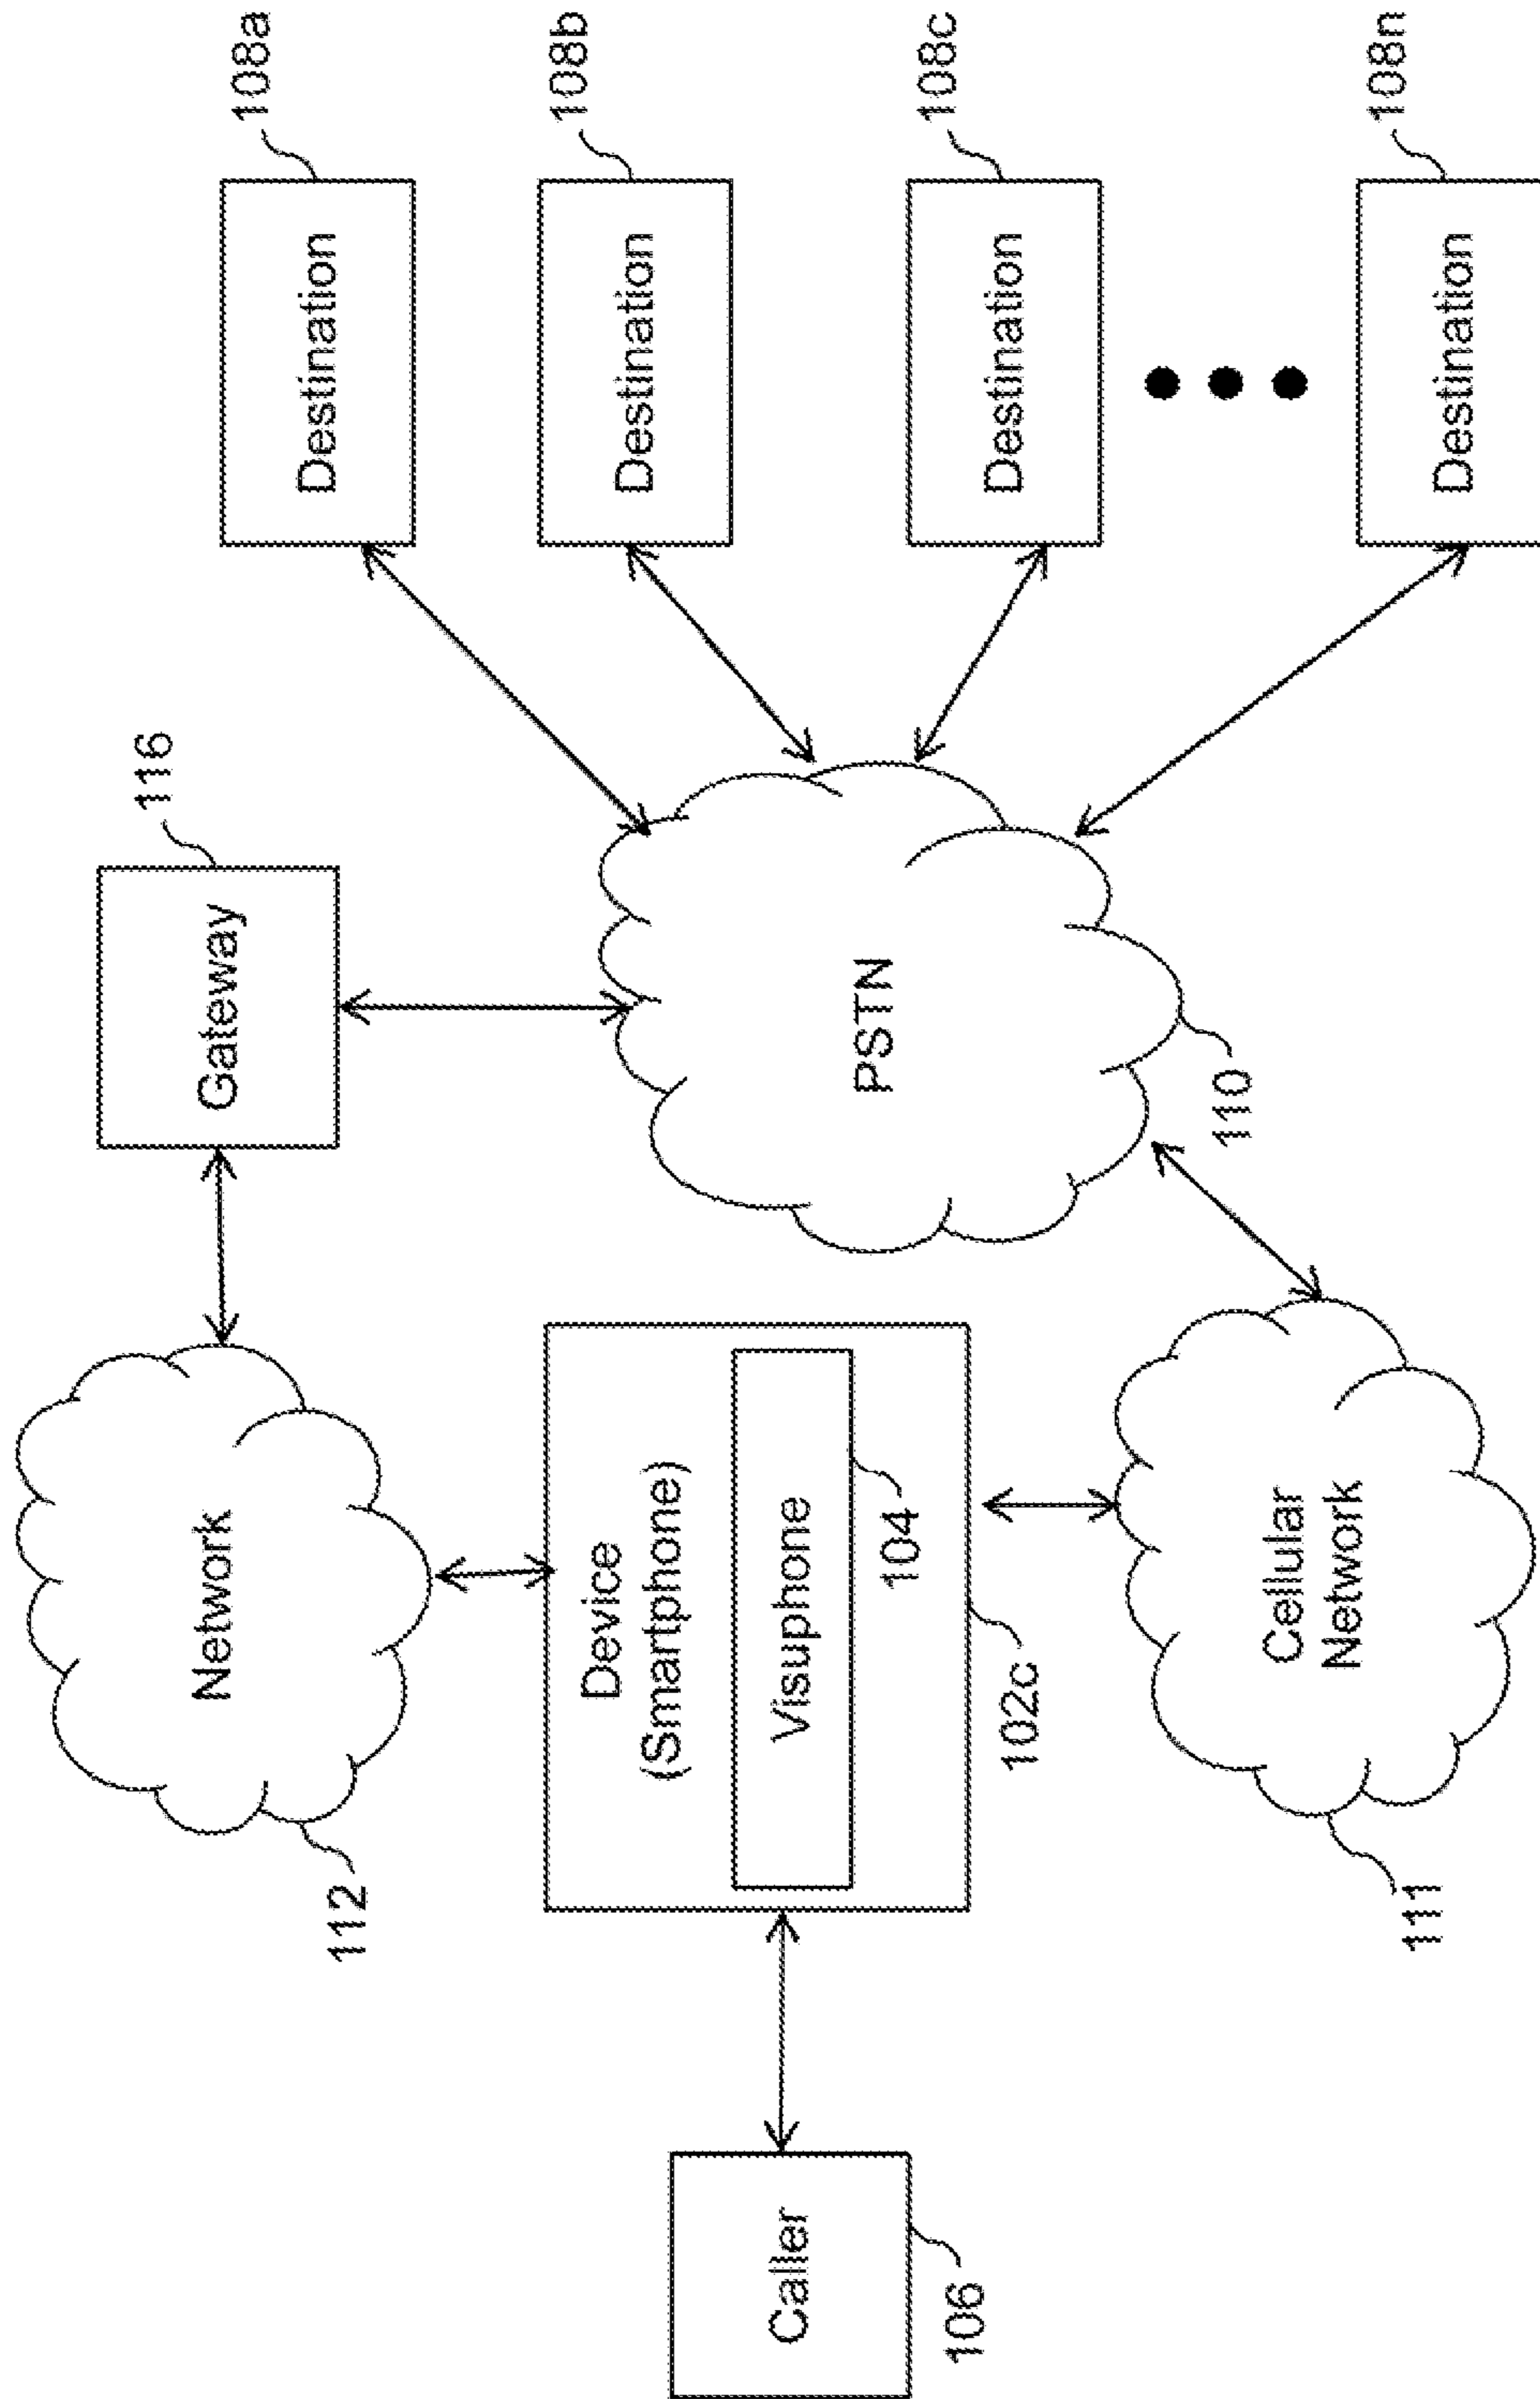 108a
108b
108c
108n
Destination
Destination
Destination
Destination
116
Gateway
PSTN
110
Network
112
Device
(Smartphone)
Visuphone
104
102c
Cellular
Network
111
Caller
106